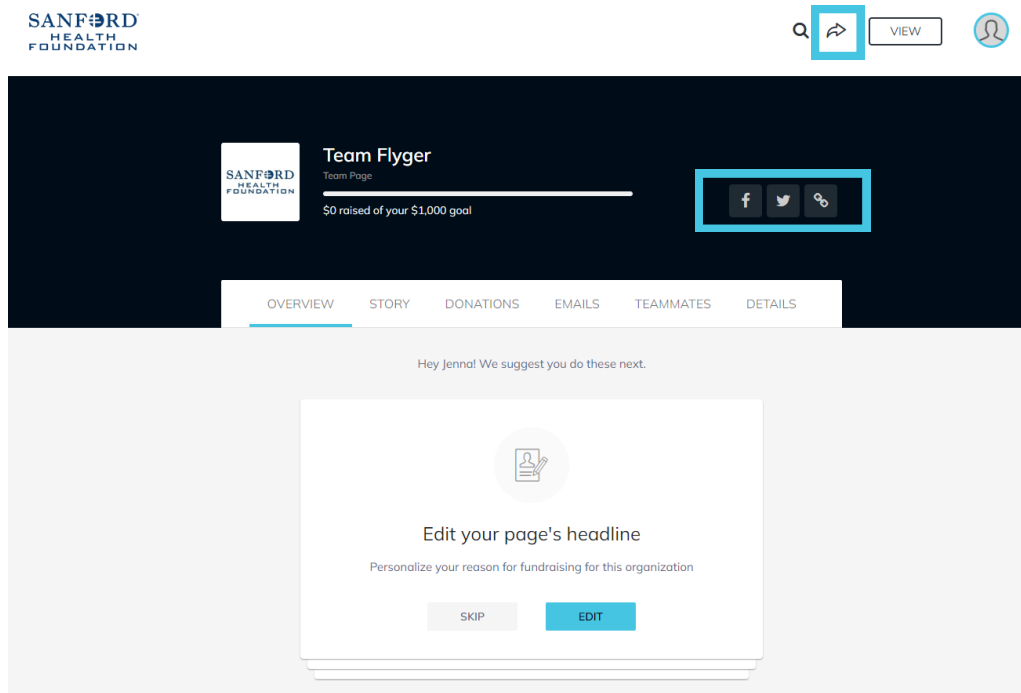 SANFORD
HEALTH
FOUNDATION
VIEW
SANFORD
HEALTH
FOUNDATION
Team Flyger
Team Page
$0 raised of your $1,000 goal
OVERVIEW STORY DONATIONS EMAILS TEAMMATES DETAILS
Hey Jenna! We suggest you do these next.
Edit your page's headline
Personalize your reason for fundraising for this organization
SKIP EDIT